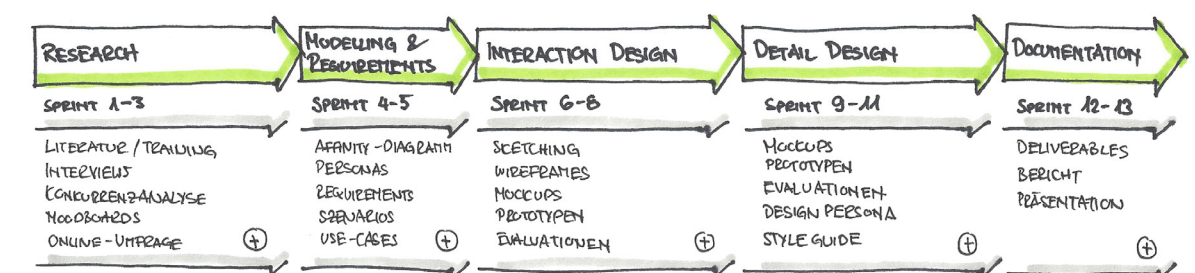 RESEARCH
SPRINT 1-3
LITERATUR / TRAINING
INTERVIEWS
KONKURRENZANALYSE
MOODBOARDS
ONLINE-UMFRAGE
MODELLING &
REQUIREMENTS
SPRINT 4-5
AFFINITY-DIAGRAMM
PERSONAS
REQUIREMENTS
SZENARIOS
USE-CASES
INTERACTION DESIGN
SPRINT 6-8
SKETCHING
WIREFRAMES
MOCKUPS
PROTOTYPEN
EVALUATIONEN
DETAIL DESIGN
SPRINT 9-11
MOCKUPS
PROTOTYPEN
EVALUATIONEN
DESIGN PERSONA
STYLE GUIDE
DOCUMENTATION
SPRINT 12-13
DELIVERABLES
BERICHT
PRÄSENTATION